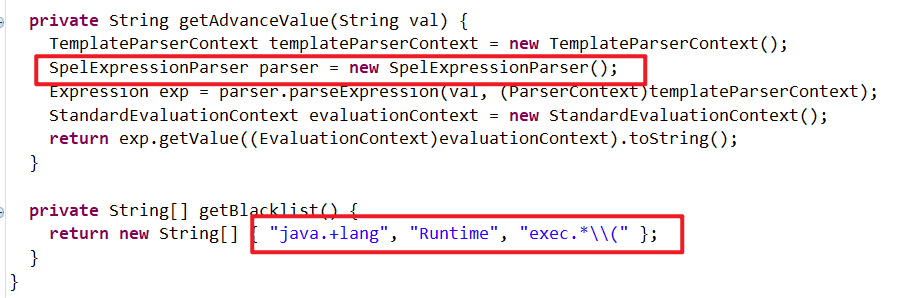 private String getAdvanceValue(String val) {
TemplateParserContext templateParserContext = new TemplateParserContext();
SpelExpressionParser parser = new SpelExpressionParser();
Expression exp = parser.parseExpression(val, (ParserContext)templateParserContext);
StandardEvaluationContext evaluationContext = new StandardEvaluationContext();
return exp.getValue((EvaluationContext)evaluationContext).toString();
}
private String[] getBlacklist() {
return new String[] { "java.+lang", "Runtime", "exec.*\\(" };
}
}